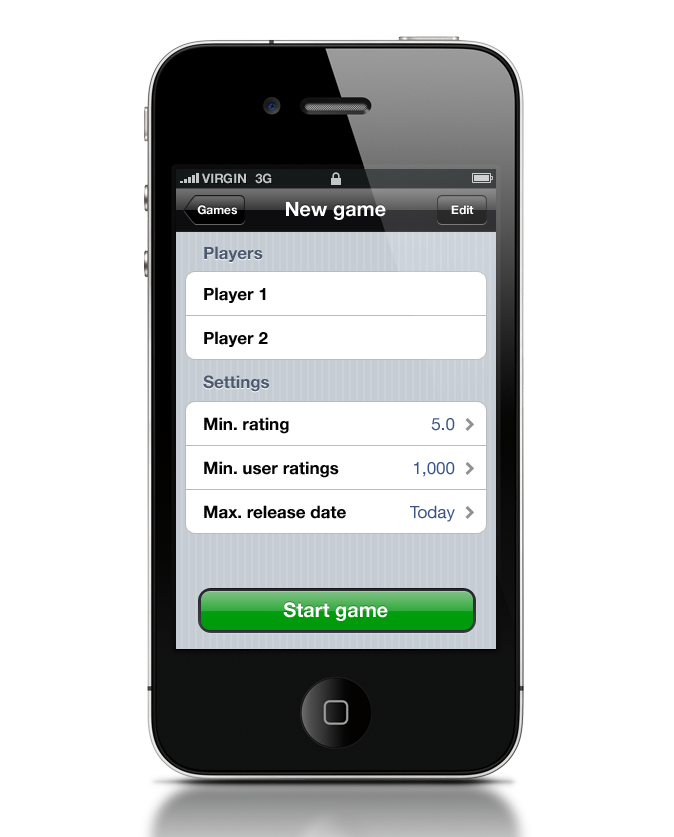 VIRGIN 3G
Games New game Edit
Players
Player 1
Player 2
Settings
Min. rating 5.0
Min. user ratings 1,000
Max. release date Today
Start game